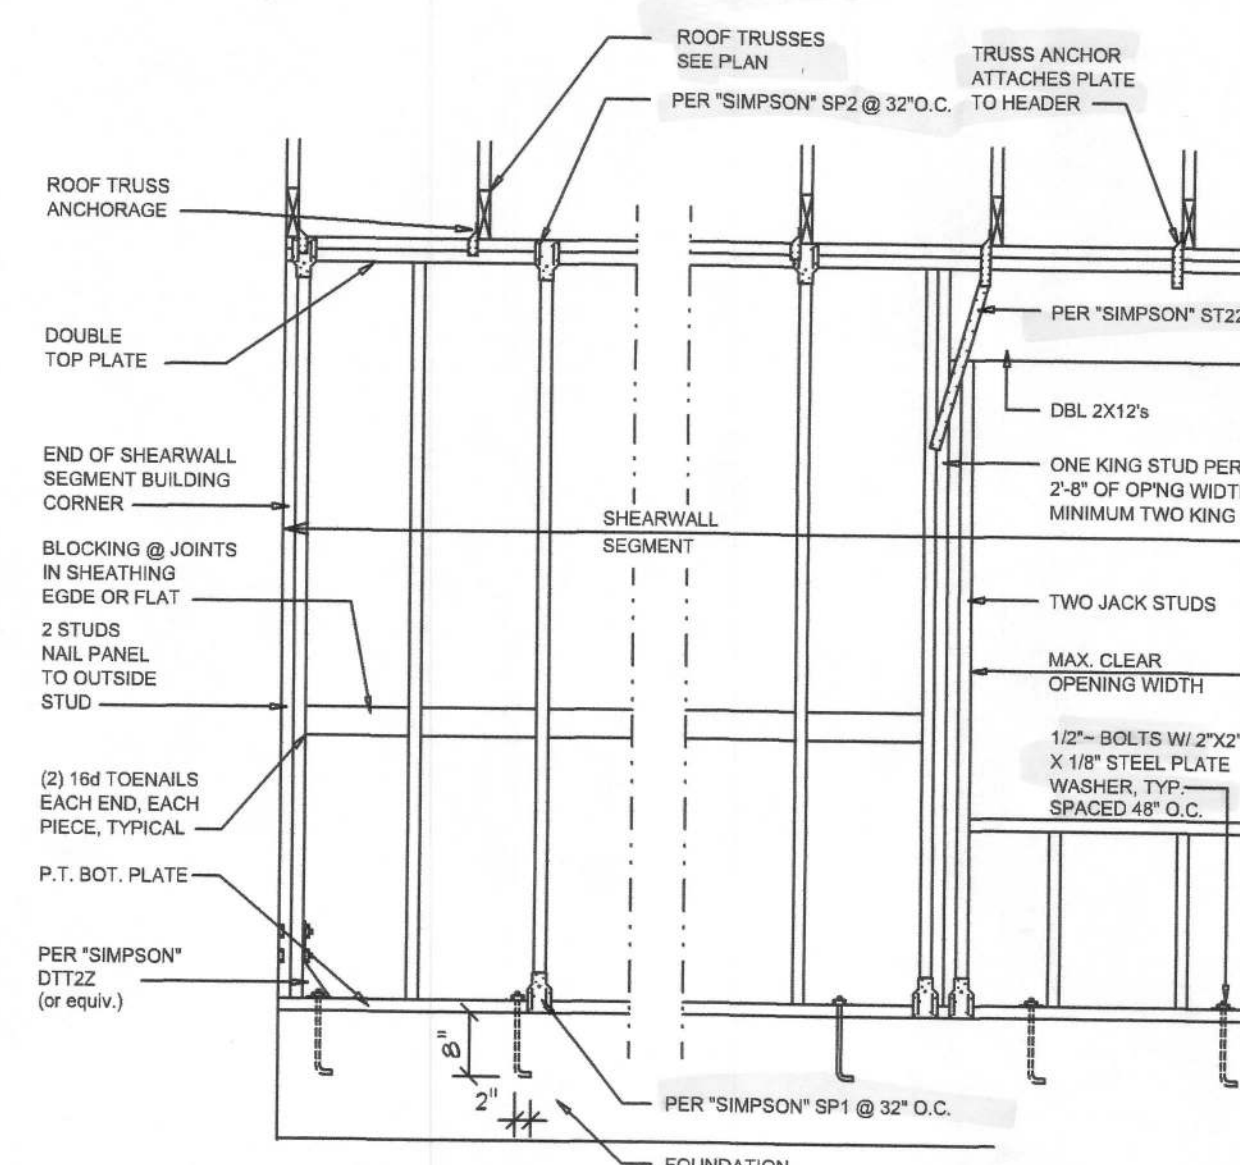 ROOF TRUSSES
SEE PLAN
PER "SIMPSON" SP2 @ 32"O.C.
TRUSS ANCHOR
ATTACHES PLATE
TO HEADER
ROOF TRUSS
ANCHORAGE
DOUBLE
TOP PLATE
PER "SIMPSON" ST22
DBL 2X12's
END OF SHEARWALL
SEGMENT BUILDING
CORNER
ONE KING STUD PER
2'-8" OF OP'NG WIDTH
MINIMUM TWO KING
SHEARWALL
SEGMENT
BLOCKING @ JOINTS
IN SHEATHING
EGDE OR FLAT
2 STUDS
NAIL PANEL
TO OUTSIDE
STUD
TWO JACK STUDS
MAX. CLEAR
OPENING WIDTH
1/2"~ BOLTS W/ 2"X2"
X 1/8" STEEL PLATE
WASHER, TYP.
SPACED 48" O.C.
(2) 16d TOENAILS
EACH END, EACH
PIECE, TYPICAL
P.T. BOT. PLATE
PER "SIMPSON"
DTT2Z
(or equiv.)
8"
2"
PER "SIMPSON" SP1 @ 32" O.C.
FOUNDATION